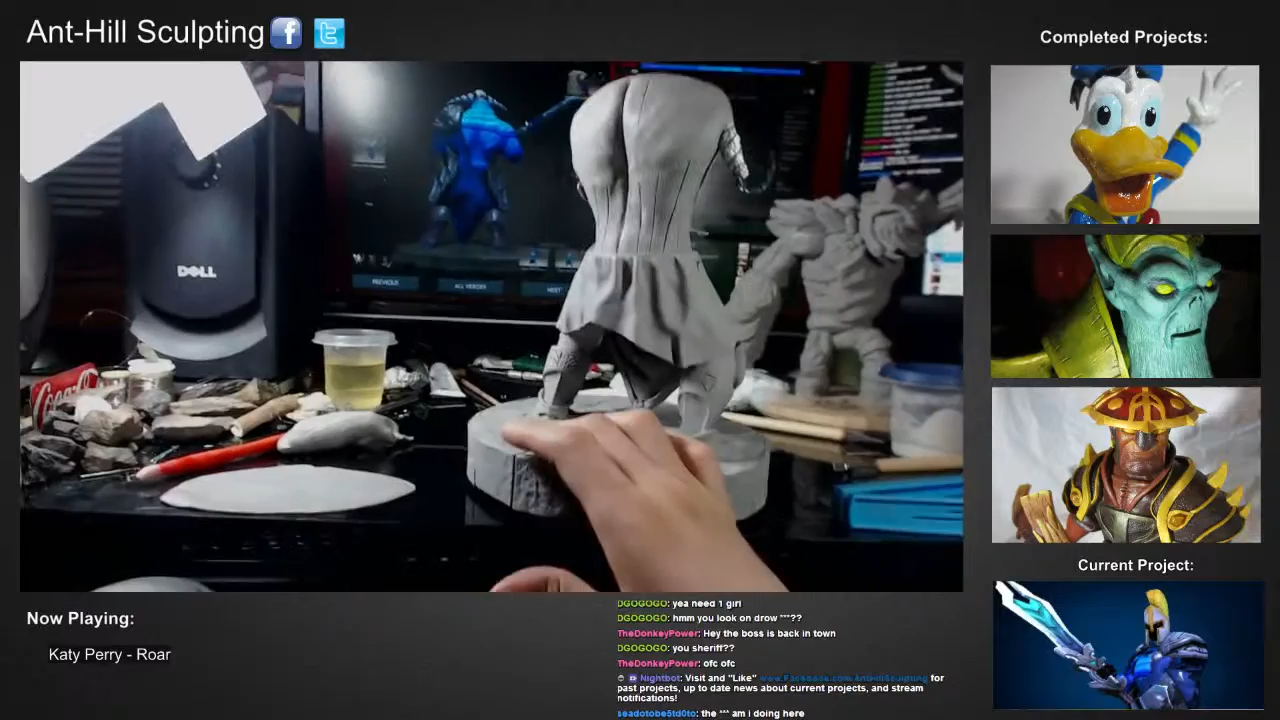 Ant-Hill Sculpting
Completed Projects:
DELL
PREVIOUS
ALL HEROES
NEXT
Coca-Cola
Current Project:
Now Playing:
Katy Perry - Roar
DGOGOGO: yea need 1 girl
DGOGOGO: hmm you look on drow ***??
TheDonkeyPower: Hey the boss is back in town
DGOGOGO: you sheriff??
TheDonkeyPower: ofc ofc
Nightbot: Visit and "Like" www.Facebook.com/AntHillSculpting for
past projects, up to date news about current projects, and stream
notifications!
seadotobe5td0to: the *** am i doing here